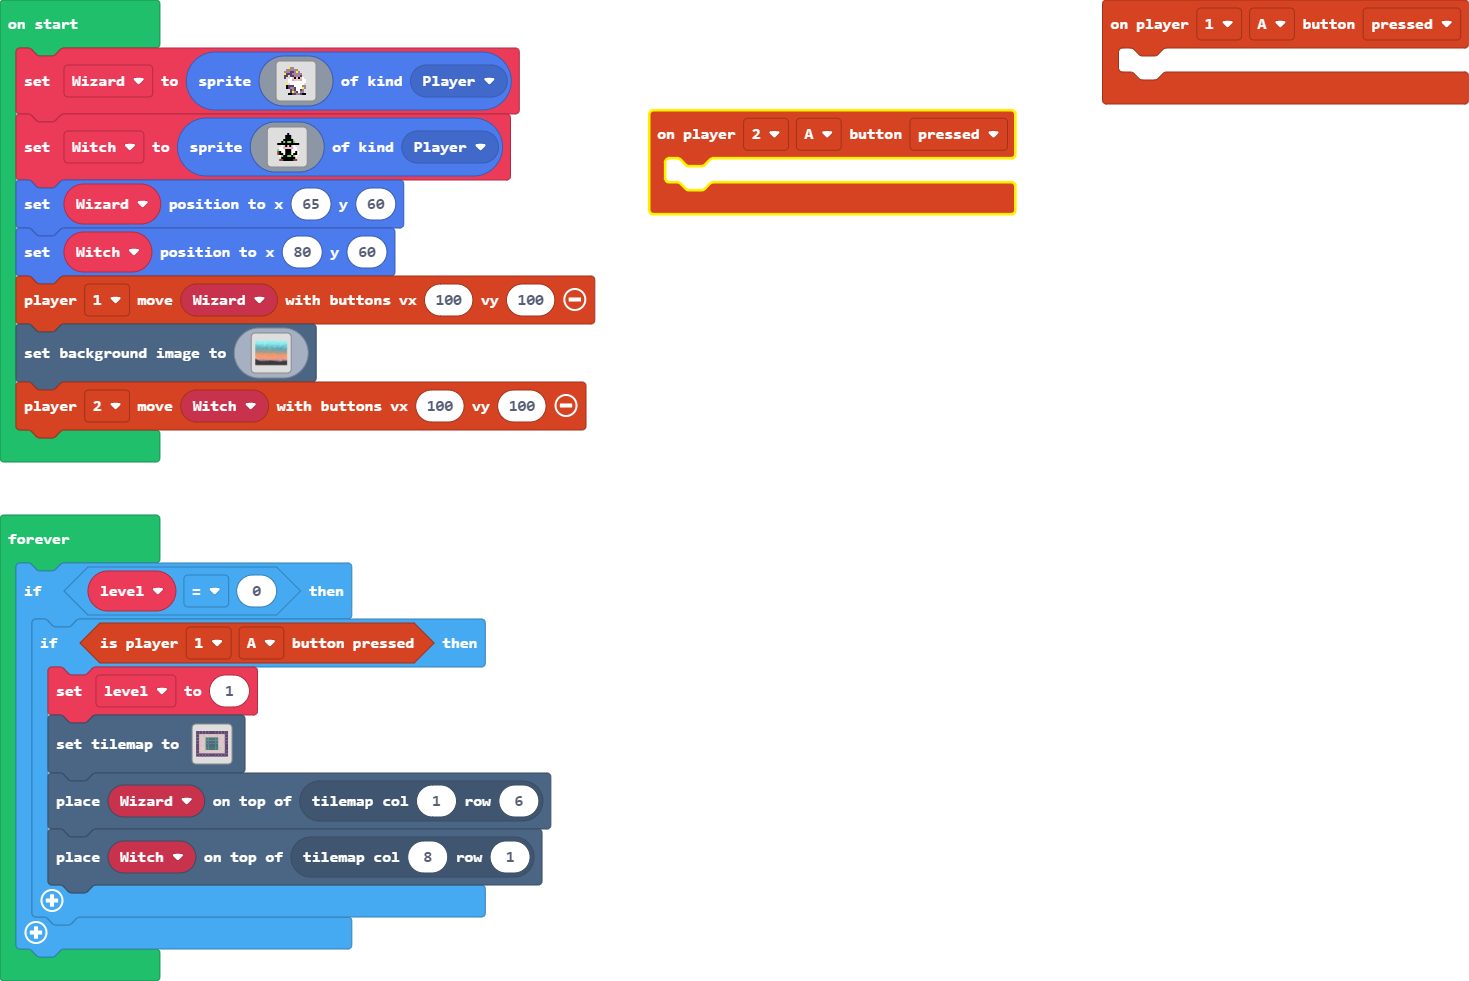 on start
set Wizard to sprite of kind Player
set Witch to sprite of kind Player
set Wizard position to x 65 y 60
set Witch position to x 80 y 60
player 1 move Wizard with buttons vx 100 vy 100
set background image to
player 2 move Witch with buttons vx 100 vy 100
on player 2 A button pressed
on player 1 A button pressed
forever
if level = 0 then
if is player 1 A button pressed then
set level to 1
set tilemap to
place Wizard on top of tilemap col 1 row 6
place Witch on top of tilemap col 8 row 1